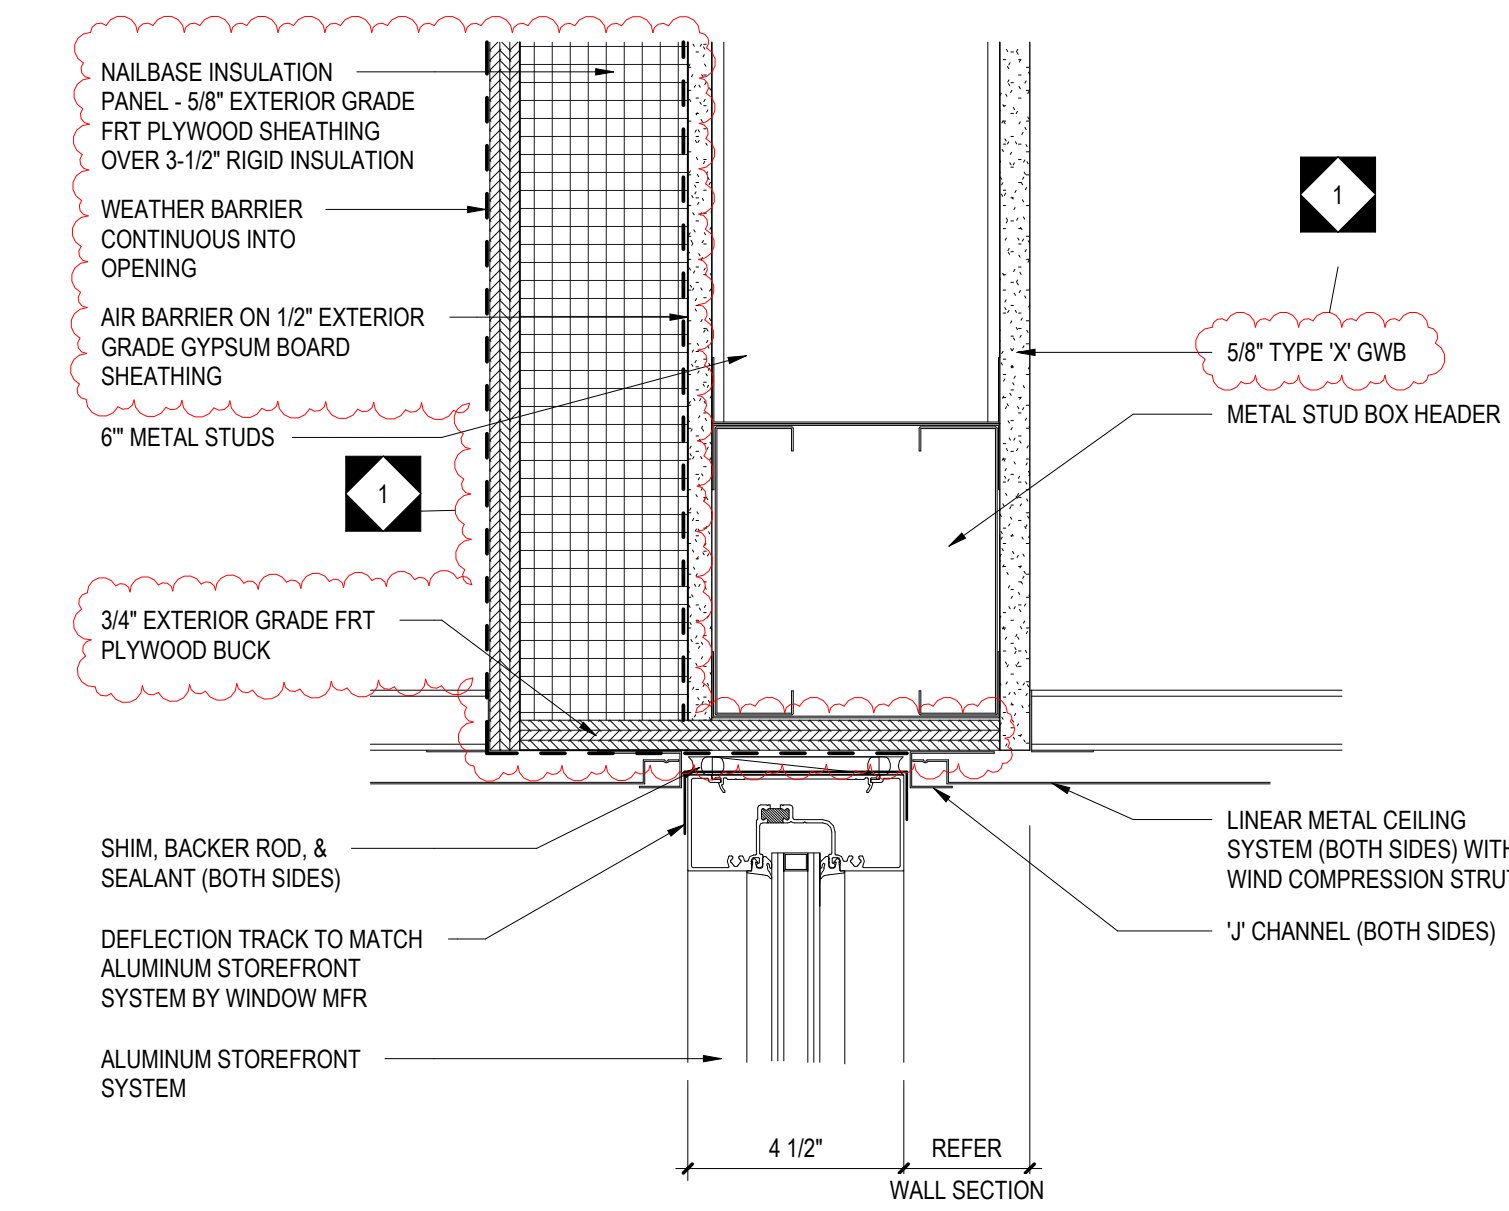 NAILBASE INSULATION
PANEL - 5/8" EXTERIOR GRADE
FRT PLYWOOD SHEATHING
OVER 3-1/2" RIGID INSULATION
WEATHER BARRIER
CONTINUOUS INTO
OPENING
AIR BARRIER ON 1/2" EXTERIOR
GRADE GYPSUM BOARD
SHEATHING
6'" METAL STUDS
1
3/4" EXTERIOR GRADE FRT
PLYWOOD BUCK
SHIM, BACKER ROD, &
SEALANT (BOTH SIDES)
DEFLECTION TRACK TO MATCH
ALUMINUM STOREFRONT
SYSTEM BY WINDOW MFR
ALUMINUM STOREFRONT
SYSTEM
1
5/8" TYPE 'X' GWB
METAL STUD BOX HEADER
LINEAR METAL CEILING
SYSTEM (BOTH SIDES) WITH
WIND COMPRESSION STRUT
'J' CHANNEL (BOTH SIDES)
4 1/2"
REFER
WALL SECTION